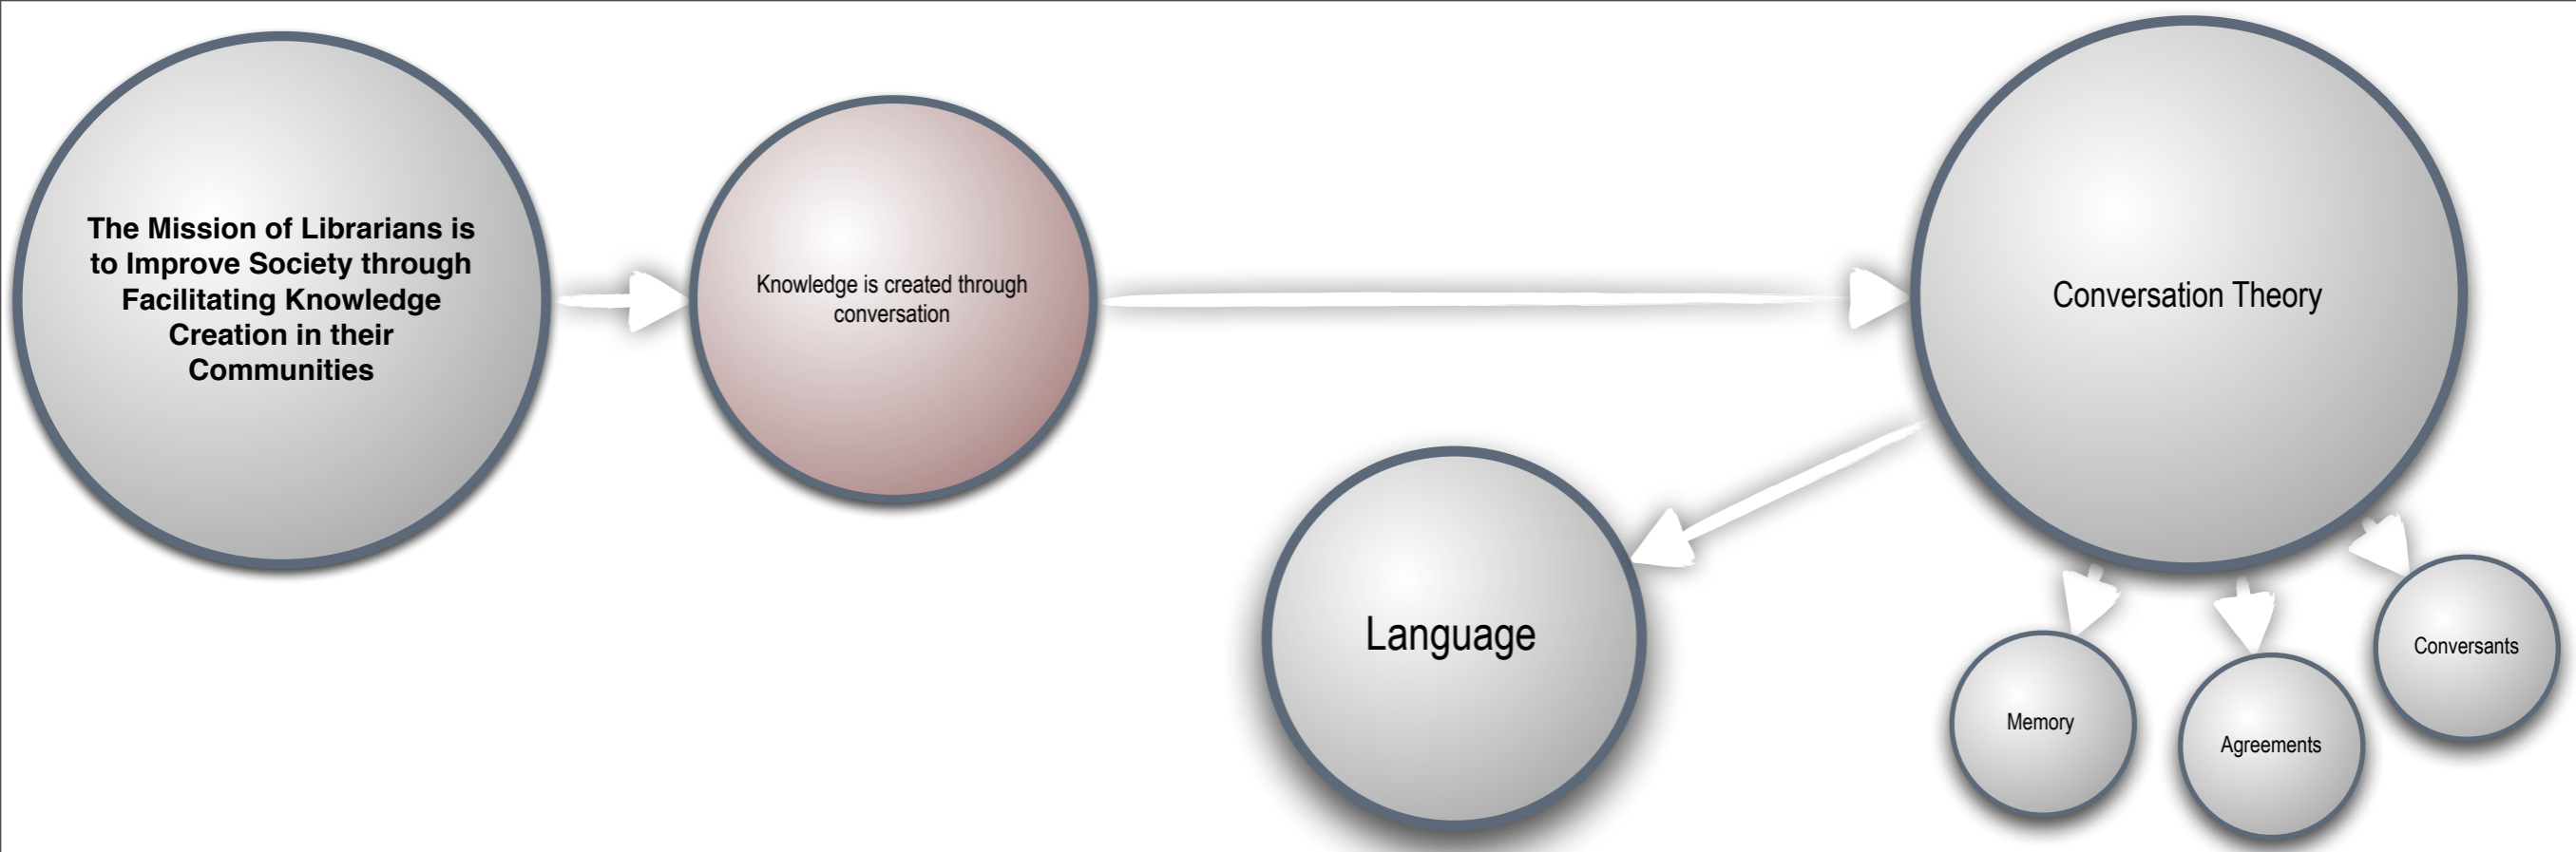 The Mission of Librarians is
to Improve Society through
Facilitating Knowledge
Creation in their
Communities
Knowledge is created through
conversation
Conversation Theory
Language
Memory
Agreements
Conversants